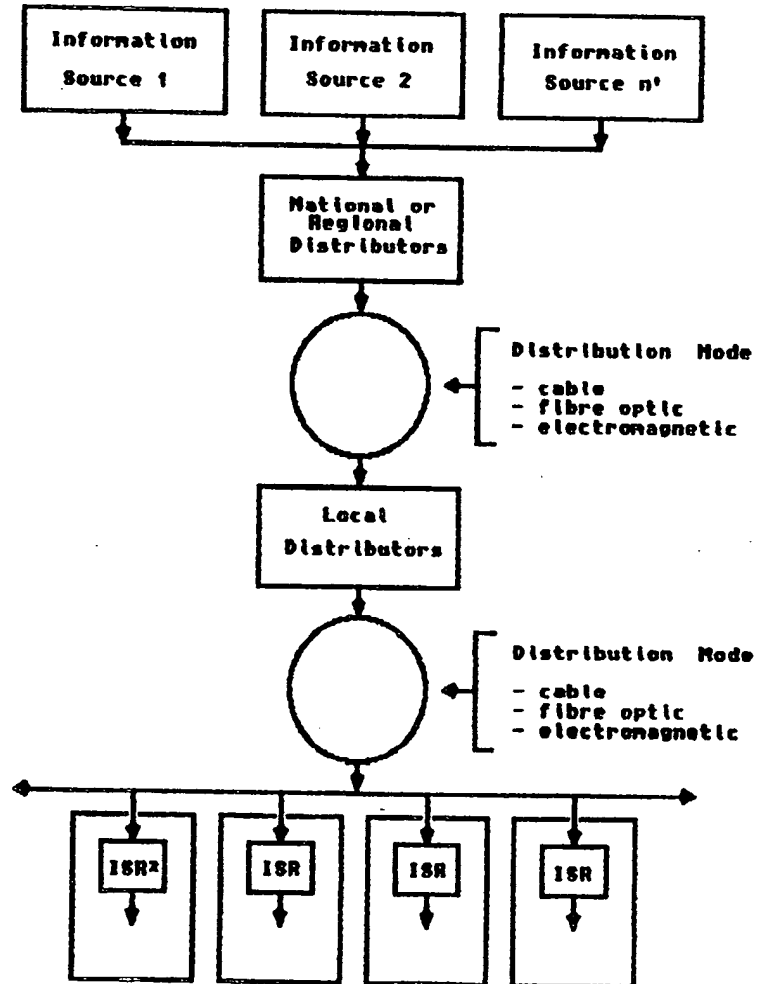 Information
Source 1
Information
Source 2
Information
Source n'
National or
Regional
Distributors
Distribution Mode
- cable
- fibre optic
- electromagnetic
Local
Distributors
Distribution Mode
- cable
- fibre optic
- electromagnetic
ISR²
ISR
ISR
ISR